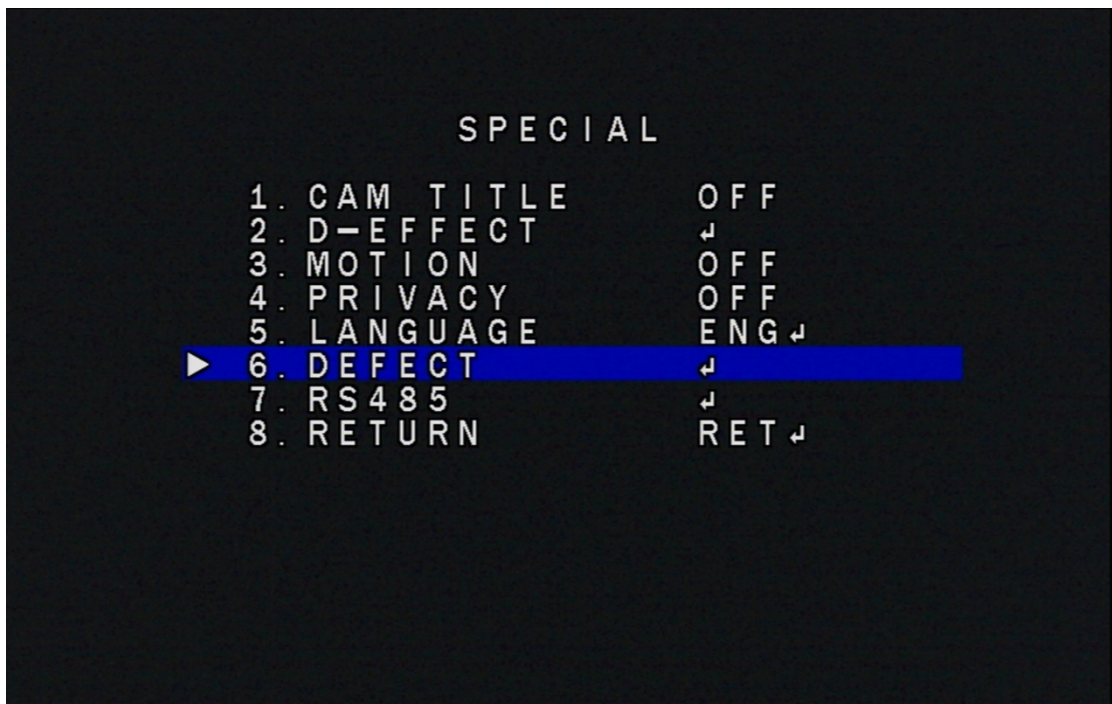 SPECIAL
1. CAM TITLE OFF
2. D-EFFECT ↲
3. MOTION OFF
4. PRIVACY OFF
5. LANGUAGE ENG↲
▶ 6. DEFECT ↲
7. RS485 ↲
8. RETURN RET↲